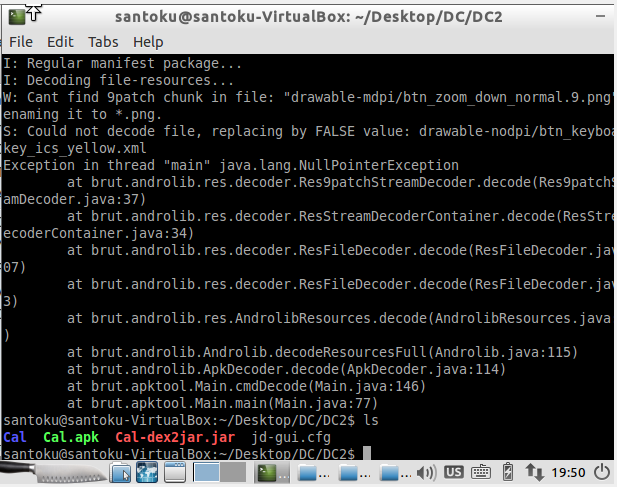 santoku@santoku-VirtualBox: ~/Desktop/DC/DC2
File Edit Tabs Help
I: Regular manifest package...
I: Decoding file-resources...
W: Cant find 9patch chunk in file: "drawable-mdpi/btn_zoom_down_normal.9.png"
enaming it to *.png.
S: Could not decode file, replacing by FALSE value: drawable-nodpi/btn_keyboa
key_ics_yellow.xml
Exception in thread "main" java.lang.NullPointerException
at brut.androlib.res.decoder.Res9patchStreamDecoder.decode(Res9patchS
amDecoder.java:37)
at brut.androlib.res.decoder.ResStreamDecoderContainer.decode(ResStre
ecoderContainer.java:34)
at brut.androlib.res.decoder.ResFileDecoder.decode(ResFileDecoder.jav
07)
at brut.androlib.res.decoder.ResFileDecoder.decode(ResFileDecoder.jav
3)
at brut.androlib.res.AndrolibResources.decode(AndrolibResources.java
)
at brut.androlib.Androlib.decodeResourcesFull(Androlib.java:115)
at brut.androlib.ApkDecoder.decode(ApkDecoder.java:114)
at brut.apktool.Main.cmdDecode(Main.java:146)
at brut.apktool.Main.main(Main.java:77)
santoku@santoku-VirtualBox:~/Desktop/DC/DC2$ ls
Cal Cal.apk Cal-dex2jar.jar jd-gui.cfg
santoku@santoku-VirtualBox:~/Desktop/DC/DC2$
... ... ... ... US 19:50